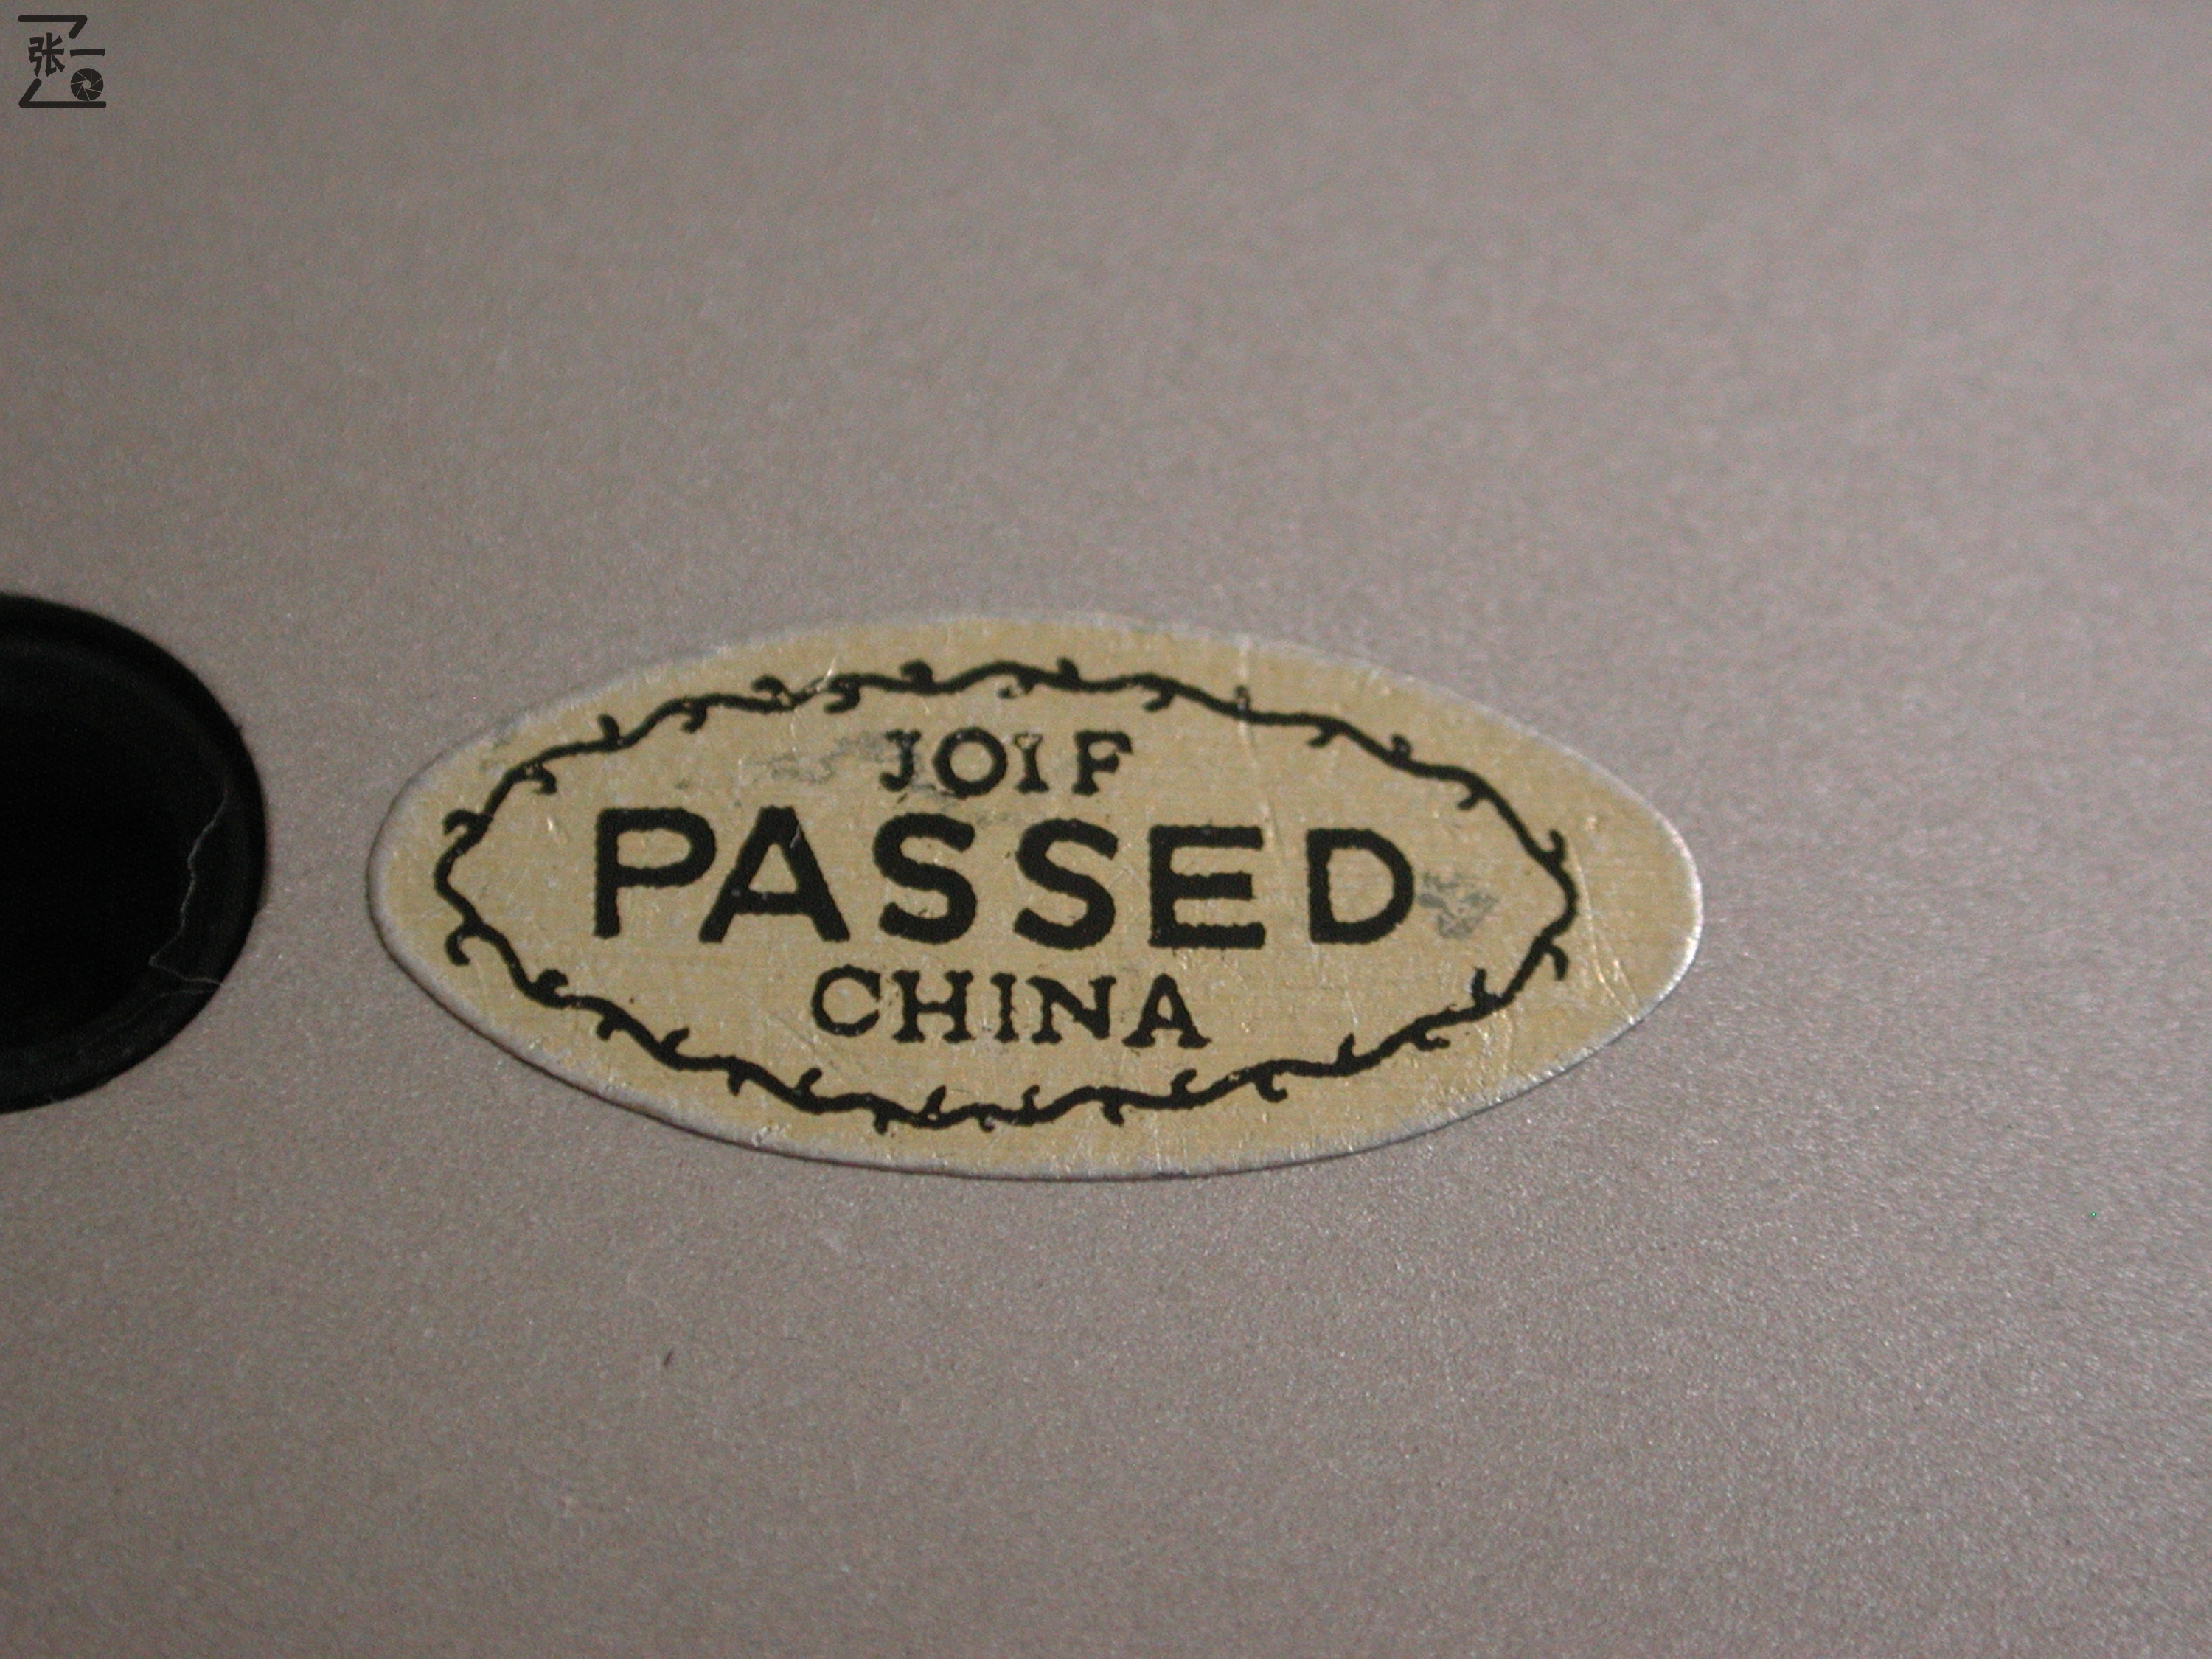 张一
JOIF
PASSED
CHINA